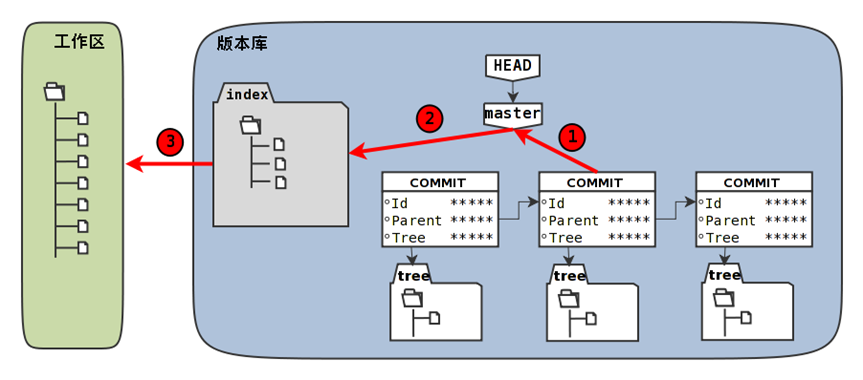 工作区
版本库
HEAD
index
master
2
1
3
COMMIT
Id *****
Parent *****
Tree *****
COMMIT
Id *****
Parent *****
Tree *****
COMMIT
Id *****
Parent *****
Tree *****
tree
tree
tree